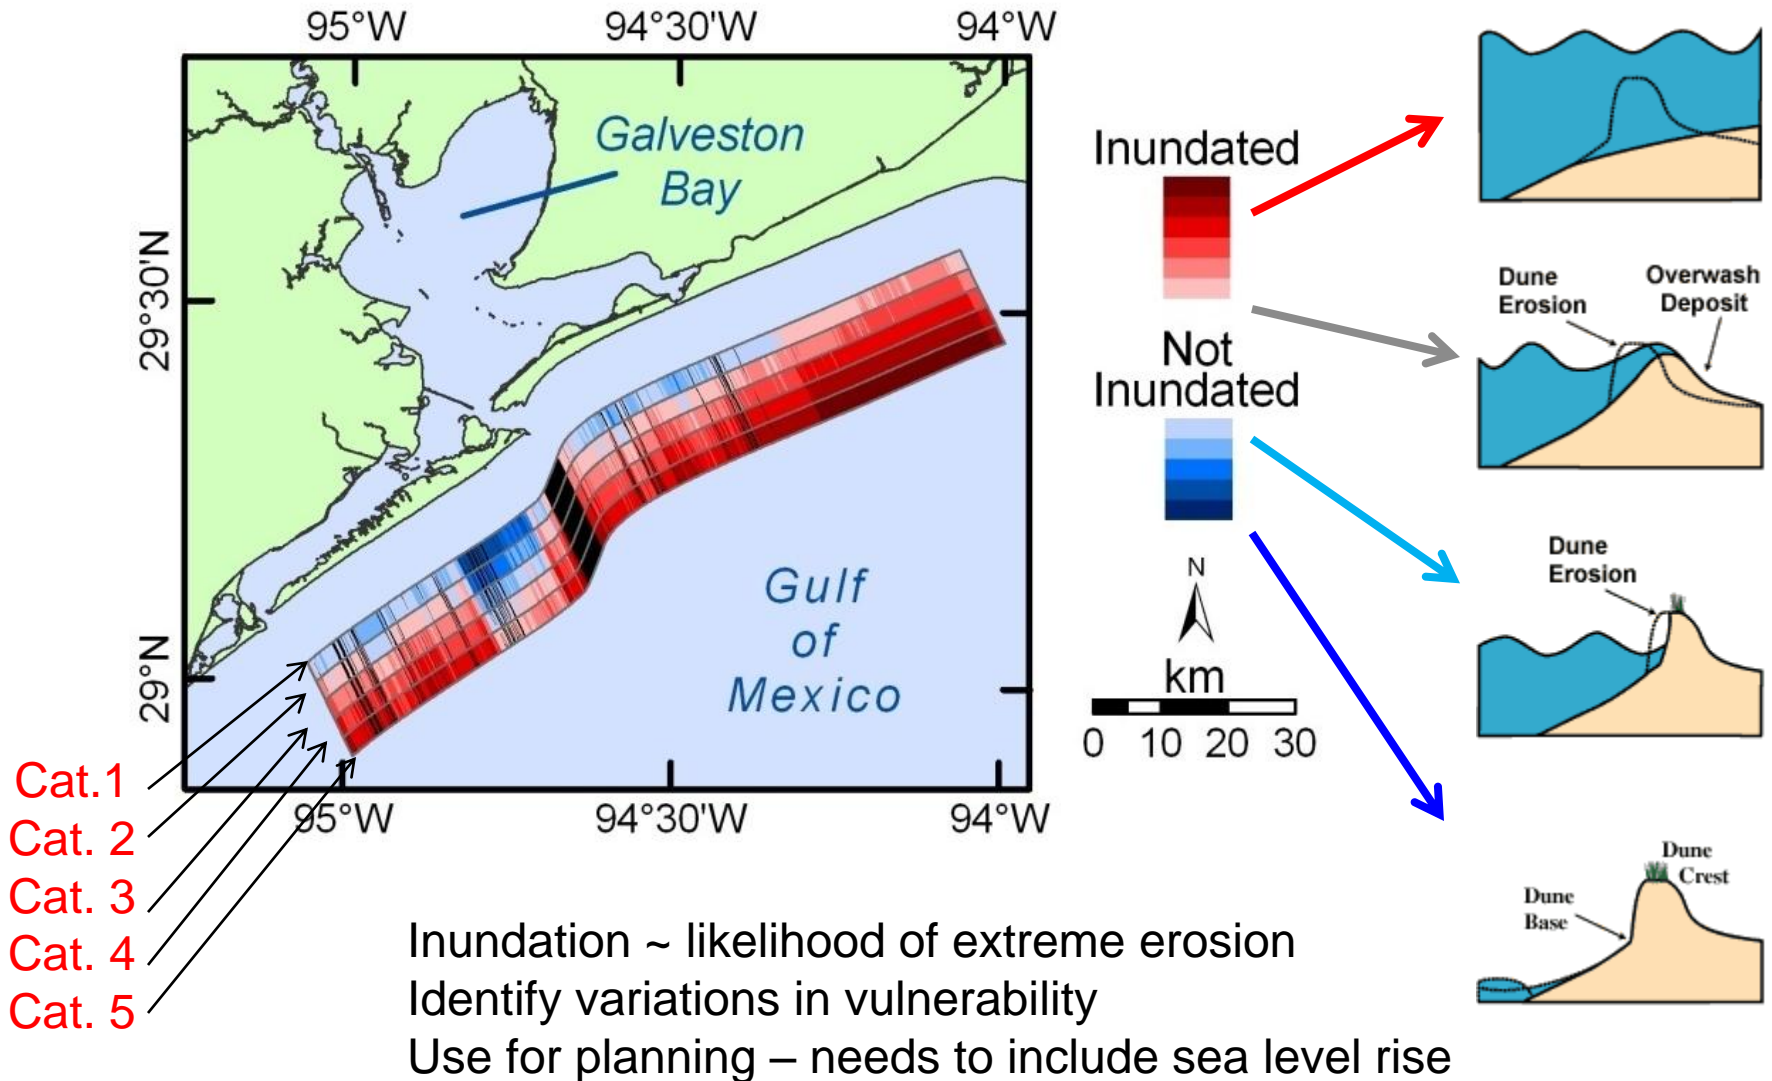 95°W
94°30'W
94°W
Galveston
Bay
29°30'N
29°N
Gulf
of
Mexico
95°W
94°30'W
94°W
Inundated
Not
Inundated
N
km
0 10 20 30
Dune
Erosion
Overwash
Deposit
Dune
Erosion
Dune
Crest
Dune
Base
Cat.1
Cat. 2
Cat. 3
Cat. 4
Cat. 5
Inundation ~ likelihood of extreme erosion
Identify variations in vulnerability
Use for planning – needs to include sea level rise